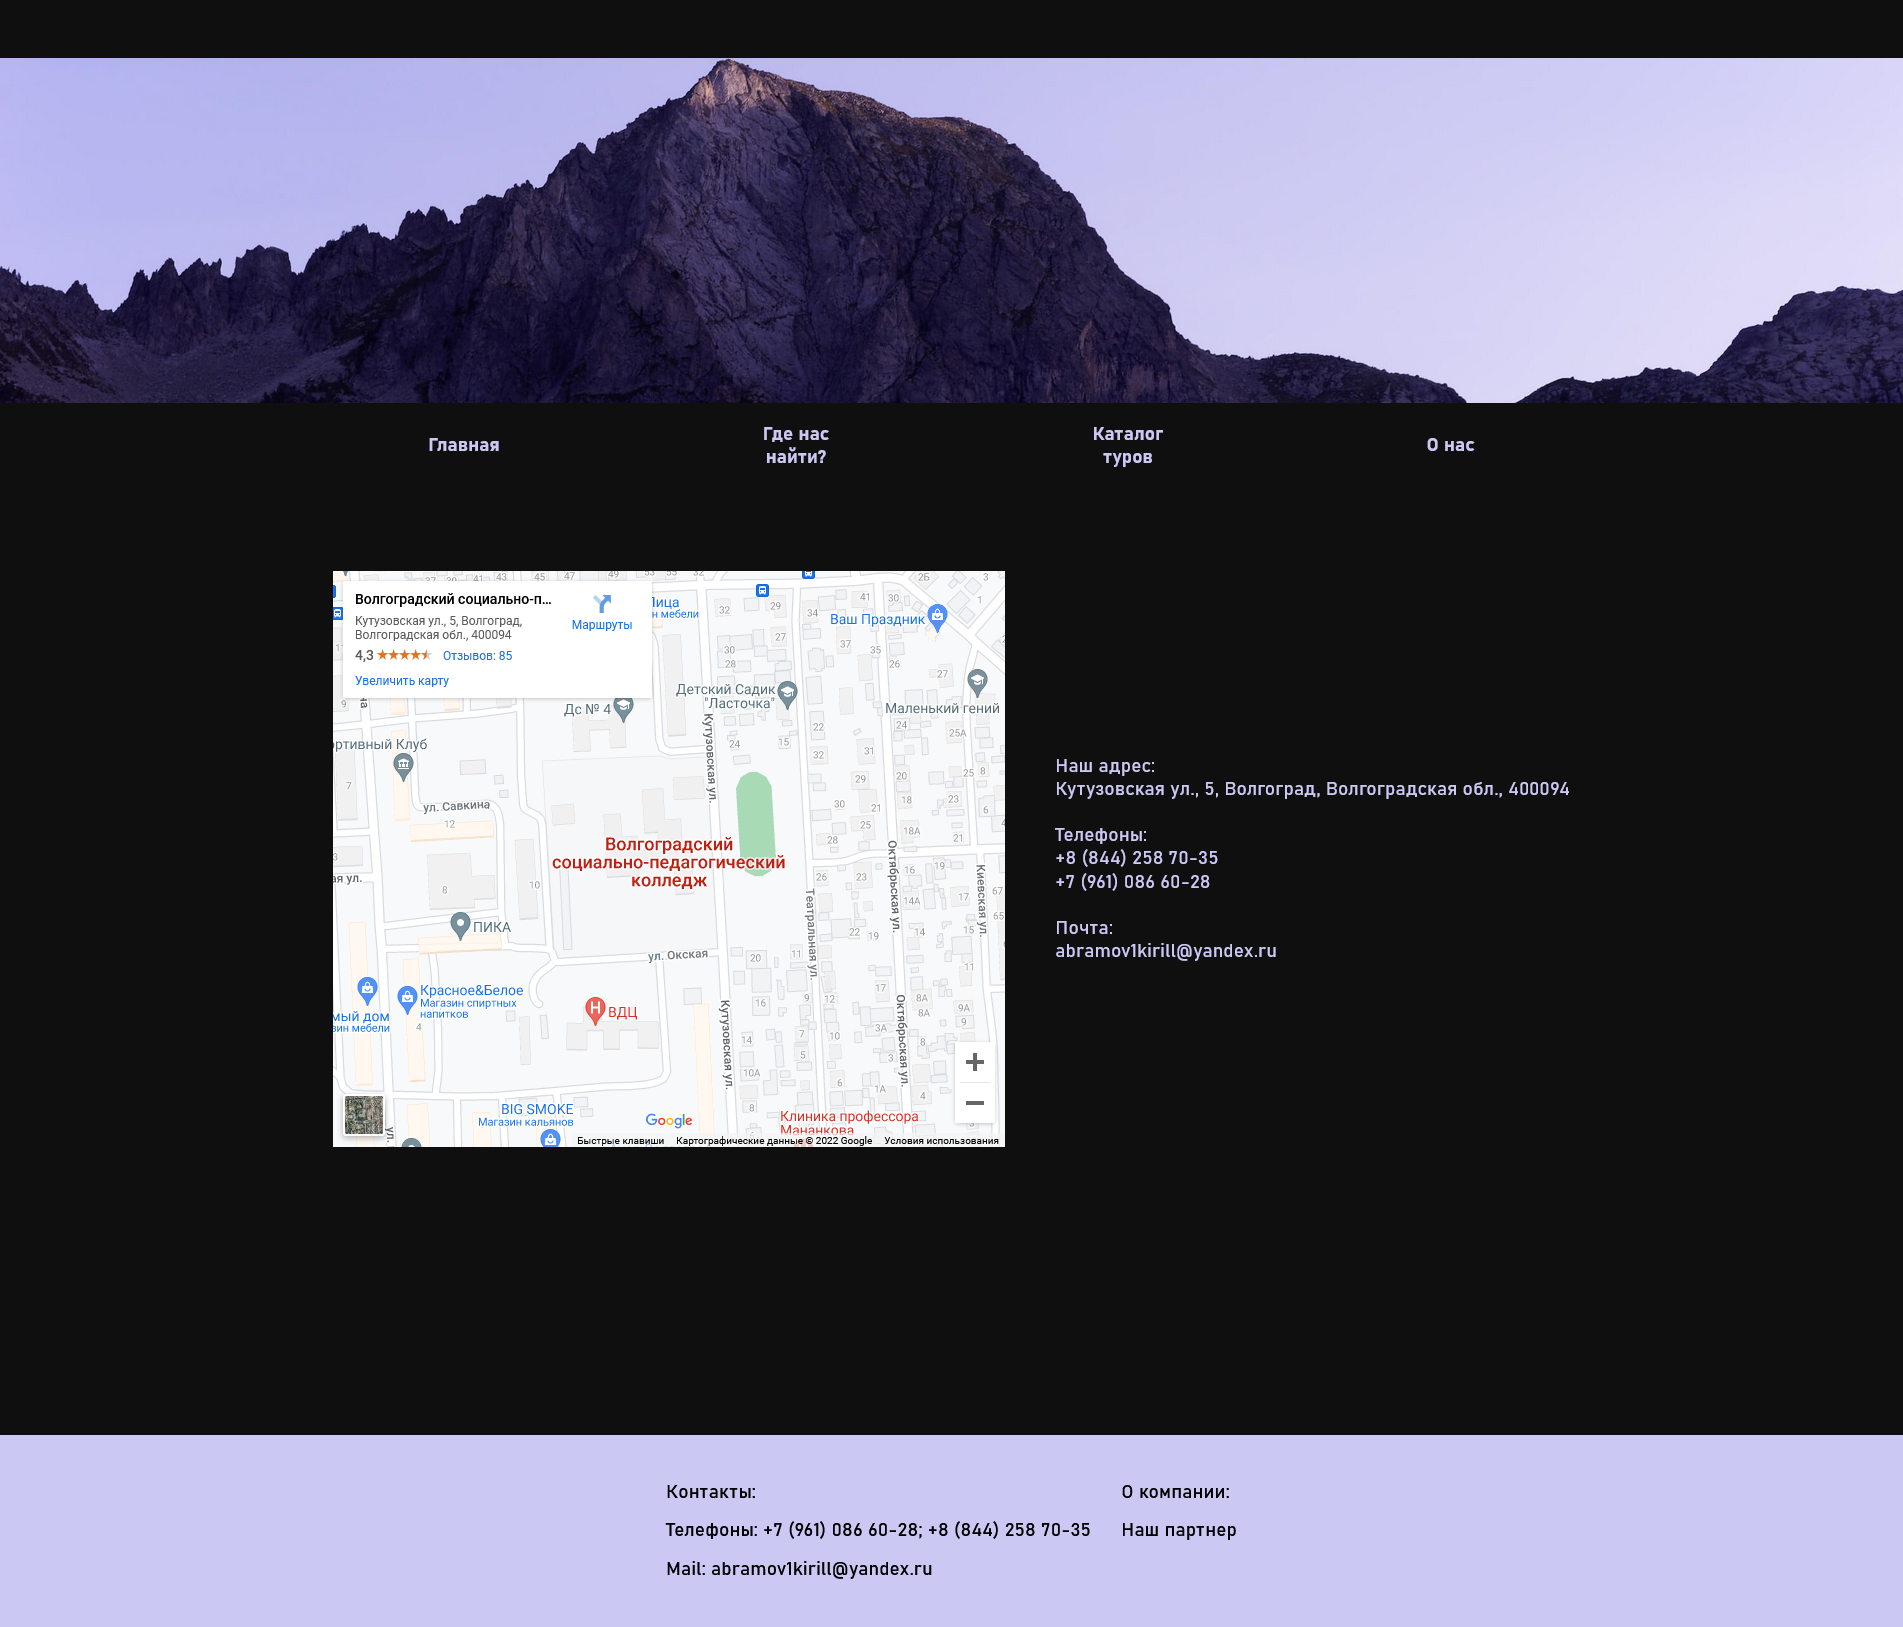 Главная
Где нас
найти?
Каталог
туров
О нас
Волгоградский социально-п...
Кутузовская ул., 5, Волгоград,
Волгоградская обл., 400094
4,3
Отзывов: 85
Маршруты
Увеличить карту
Ваш Праздник
Детский Садик
"Ласточка"
Маленький гений
Дс № 4
ул. Савкина
Кутузовская ул.
Волгоградский
социально-педагогический
колледж
Театральная ул.
Октябрьская ул.
Киевская ул.
ПИКА
ул. Окская
Красное&Белое
Магазин спиртных
напитков
ВДЦ
Кутузовская ул.
Октябрьская ул.
BIG SMOKE
Магазин кальянов
Google
Клиника профессора
Мананкова
Быстрые клавиши
Картографические данные © 2022 Google
Условия использования
Наш адрес:
Кутузовская ул., 5, Волгоград, Волгоградская обл., 400094
Телефоны:
+8 (844) 258 70-35
+7 (961) 086 60-28
Почта:
abramov1kirill@yandex.ru
Контакты:
Телефоны: +7 (961) 086 60-28; +8 (844) 258 70-35
Mail: abramov1kirill@yandex.ru
О компании:
Наш партнер